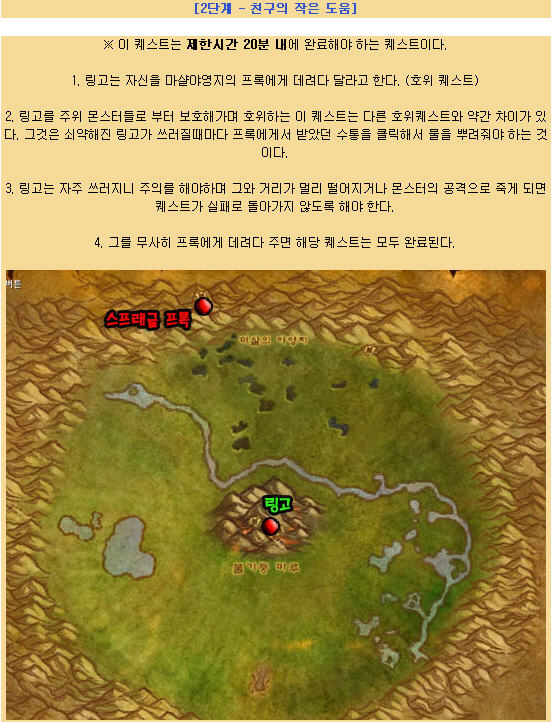 [2단계 - 친구의 작은 도움]
※ 이 퀘스트는 제한시간 20분 내에 완료해야 하는 퀘스트이다.
1. 링고는 자신을 마샬야영지의 프록에게 데려다 달라고 한다. (호위 퀘스트)
2. 링고를 주위 몬스터들로 부터 보호해가며 호위하는 이 퀘스트는 다른 호위퀘스트와 약간 차이가 있
다. 그것은 쇠약해진 링고가 쓰러질때마다 프록에게서 받았던 수통을 클릭해서 물을 뿌려줘야 하는 것
이다.
3. 링고는 자주 쓰러지니 주의를 해야하며 그와 거리가 멀리 떨어지거나 몬스터의 공격으로 죽게 되면
퀘스트가 실패로 돌아가지 않도록 해야 한다.
4. 그를 무사히 프록에게 데려다 주면 해당 퀘스트는 모두 완료된다.
버튼
스프래글 프록
마샬의 야영지
링고
불기둥 마루